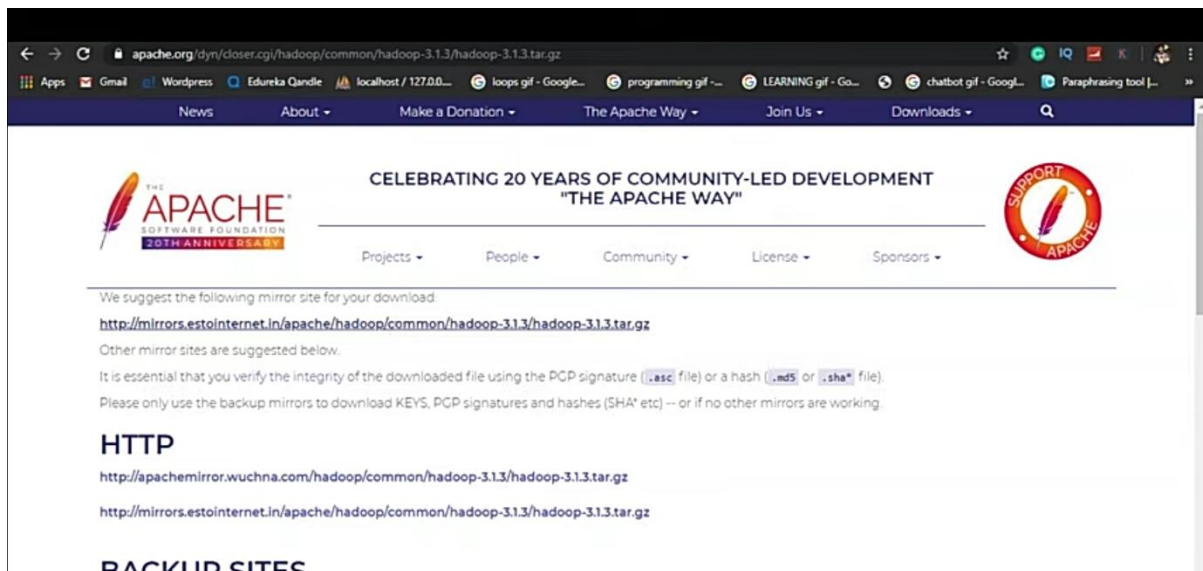 apache.org/dyn/closer.cgi/hadoop/common/hadoop-3.1.3/hadoop-3.1.3.tar.gz
Apps Gmail Wordpress Edureka Qandle localhost / 127.0.0.... loops gif - Google... programming gif -... LEARNING gif - Go... chatbot gif - Googl... Paraphrasing tool |... »
News About Make a Donation The Apache Way Join Us Downloads
THE
APACHE®
SOFTWARE FOUNDATION
20TH ANNIVERSARY
CELEBRATING 20 YEARS OF COMMUNITY-LED DEVELOPMENT
"THE APACHE WAY"
SUPPORT
APACHE
Projects People Community License Sponsors
We suggest the following mirror site for your download:
http://mirrors.estointernet.in/apache/hadoop/common/hadoop-3.1.3/hadoop-3.1.3.tar.gz
Other mirror sites are suggested below.
It is essential that you verify the integrity of the downloaded file using the PGP signature (.asc file) or a hash (.md5 or .sha* file).
Please only use the backup mirrors to download KEYS, PGP signatures and hashes (SHA* etc) -- or if no other mirrors are working.
HTTP
http://apachemirror.wuchna.com/hadoop/common/hadoop-3.1.3/hadoop-3.1.3.tar.gz
http://mirrors.estointernet.in/apache/hadoop/common/hadoop-3.1.3/hadoop-3.1.3.tar.gz
BACKUP SITES